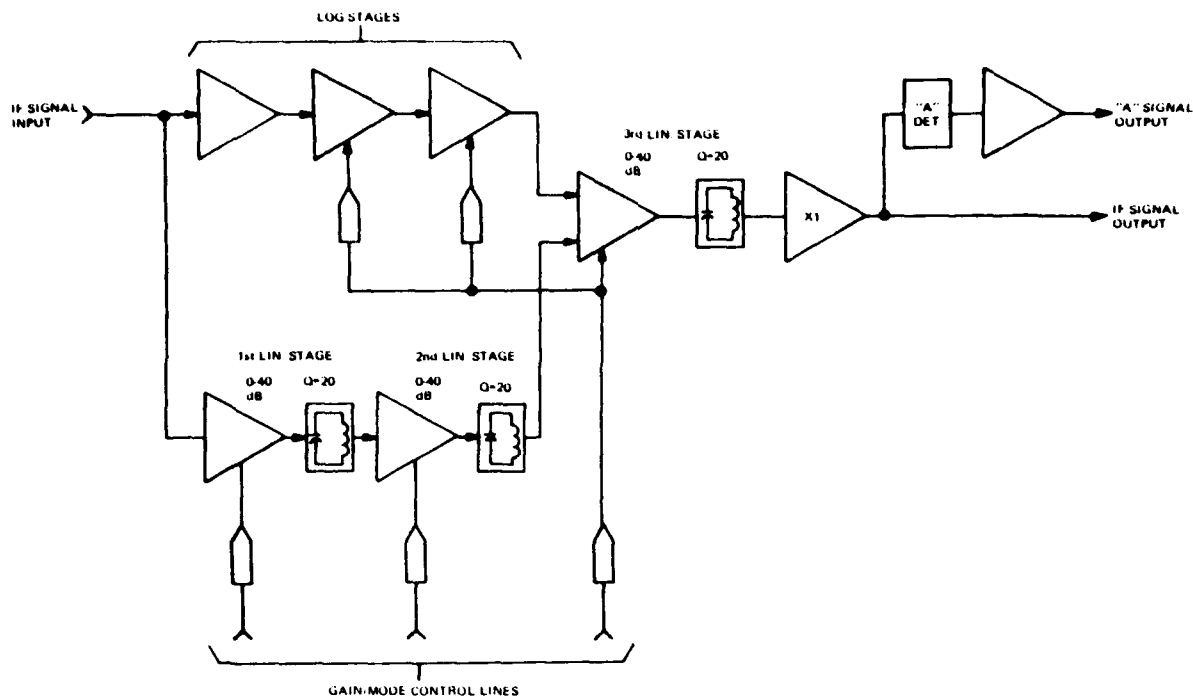 LOG STAGES
IF SIGNAL
INPUT
"A"
DET
"A" SIGNAL
OUTPUT
3rd LIN STAGE
0-40
dB
Q=20
X1
IF SIGNAL
OUTPUT
1st LIN STAGE
0-40
dB
Q=20
2nd LIN STAGE
0-40
dB
Q=20
GAIN/MODE CONTROL LINES